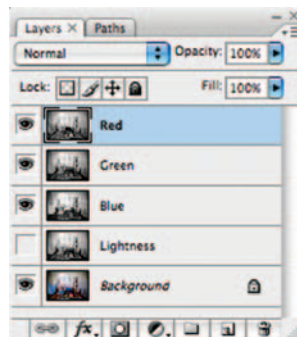 Layers × Paths
Normal Opacity: 100%
Lock: Fill: 100%
Red
Green
Blue
Lightness
Background
fx.